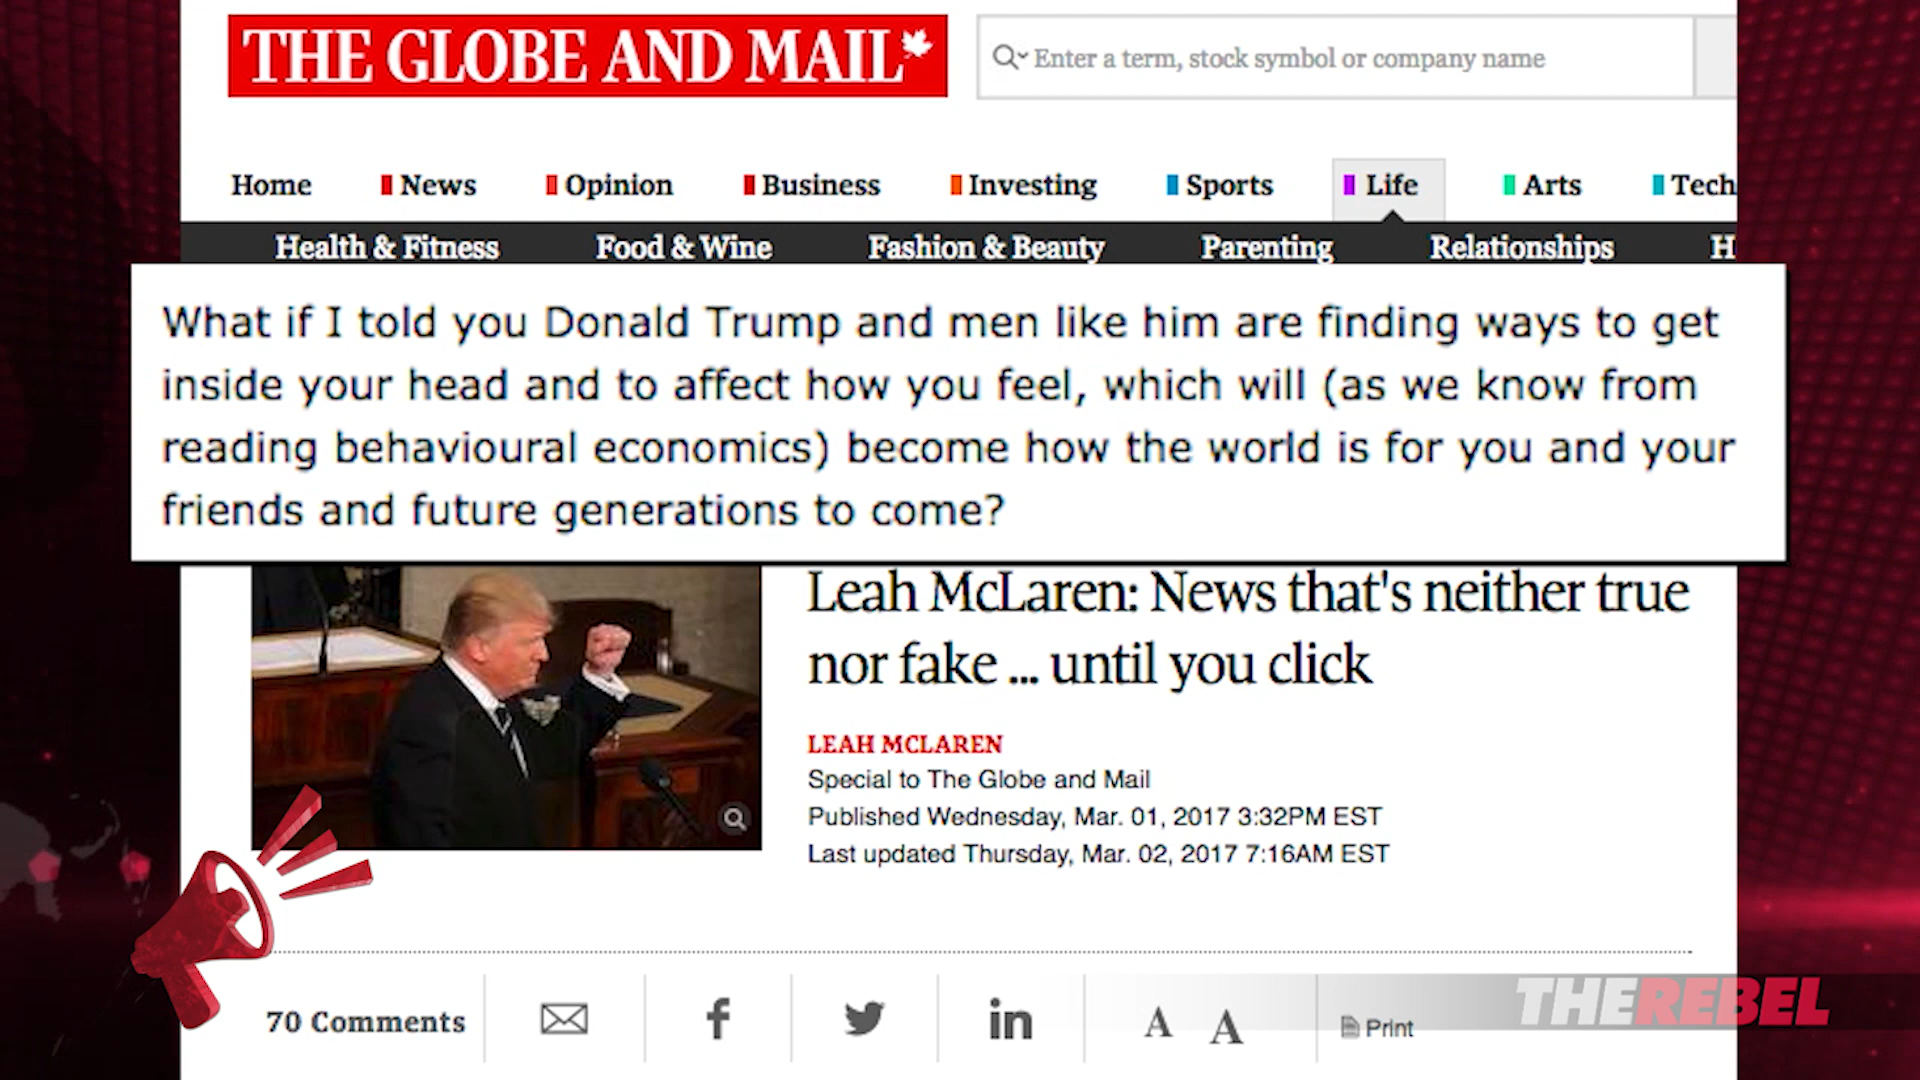 THE GLOBE AND MAIL
Enter a term, stock symbol or company name
Home News Opinion Business Investing Sports Life Arts Tech
Health & Fitness Food & Wine Fashion & Beauty Parenting Relationships H
What if I told you Donald Trump and men like him are finding ways to get
inside your head and to affect how you feel, which will (as we know from
reading behavioural economics) become how the world is for you and your
friends and future generations to come?
Leah McLaren: News that's neither true
nor fake ... until you click
LEAH MCLAREN
Special to The Globe and Mail
Published Wednesday, Mar. 01, 2017 3:32PM EST
Last updated Thursday, Mar. 02, 2017 7:16AM EST
70 Comments f in A A Print
THE REBEL